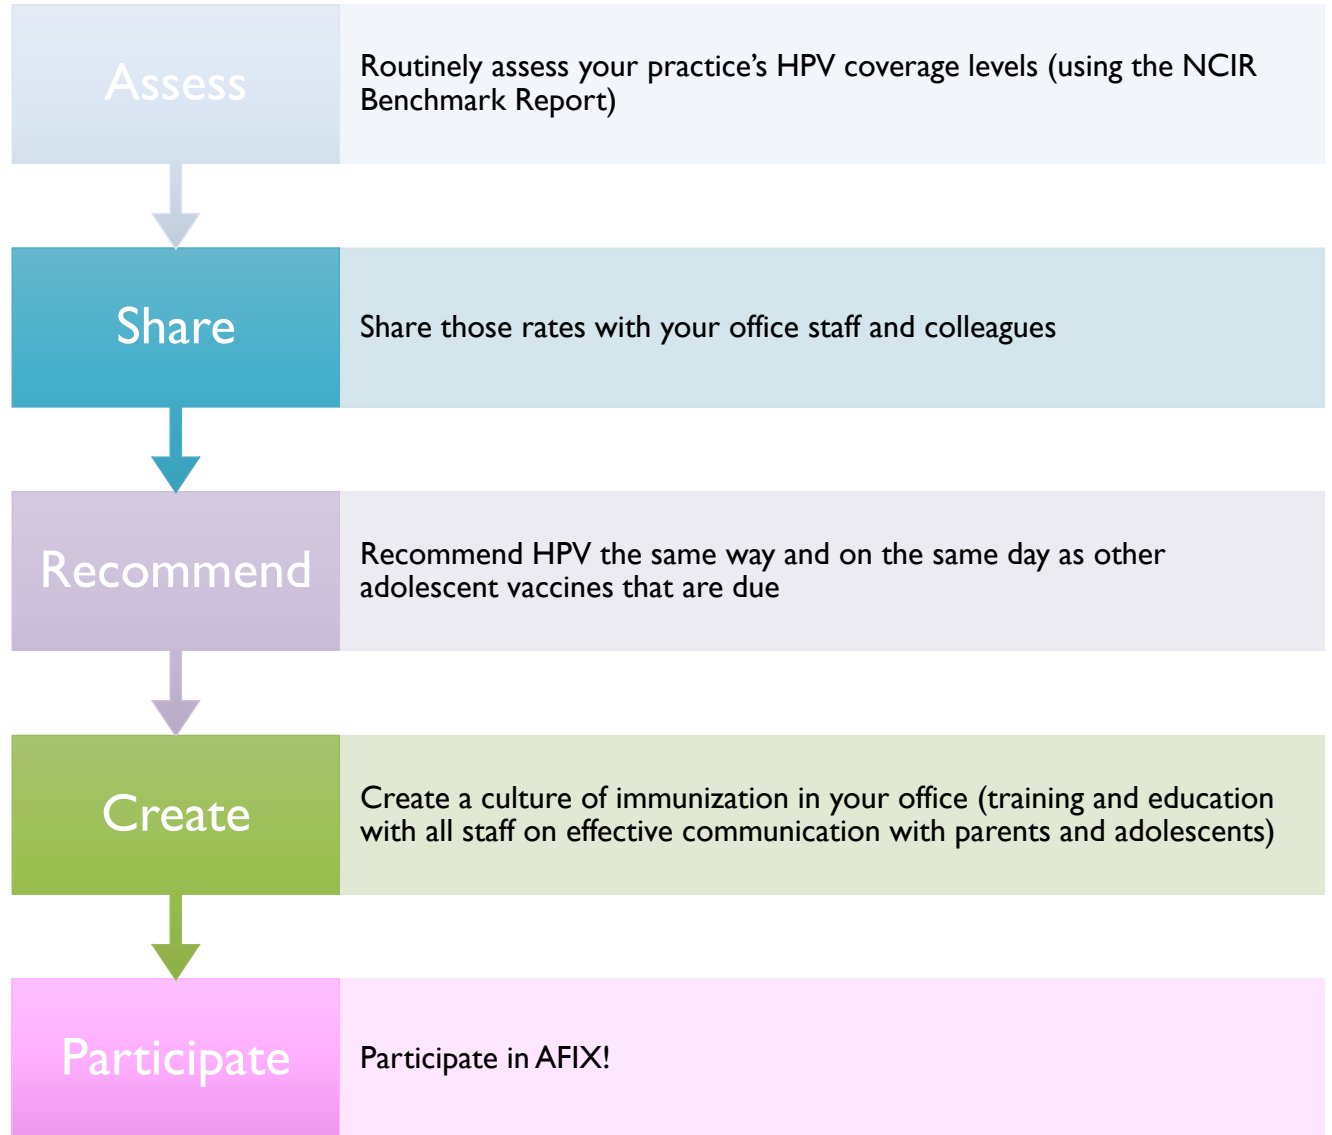 Assess
Routinely assess your practice’s HPV coverage levels (using the NCIR
Benchmark Report)
Share
Share those rates with your office staff and colleagues
Recommend
Recommend HPV the same way and on the same day as other
adolescent vaccines that are due
Create
Create a culture of immunization in your office (training and education
with all staff on effective communication with parents and adolescents)
Participate
Participate in AFIX!